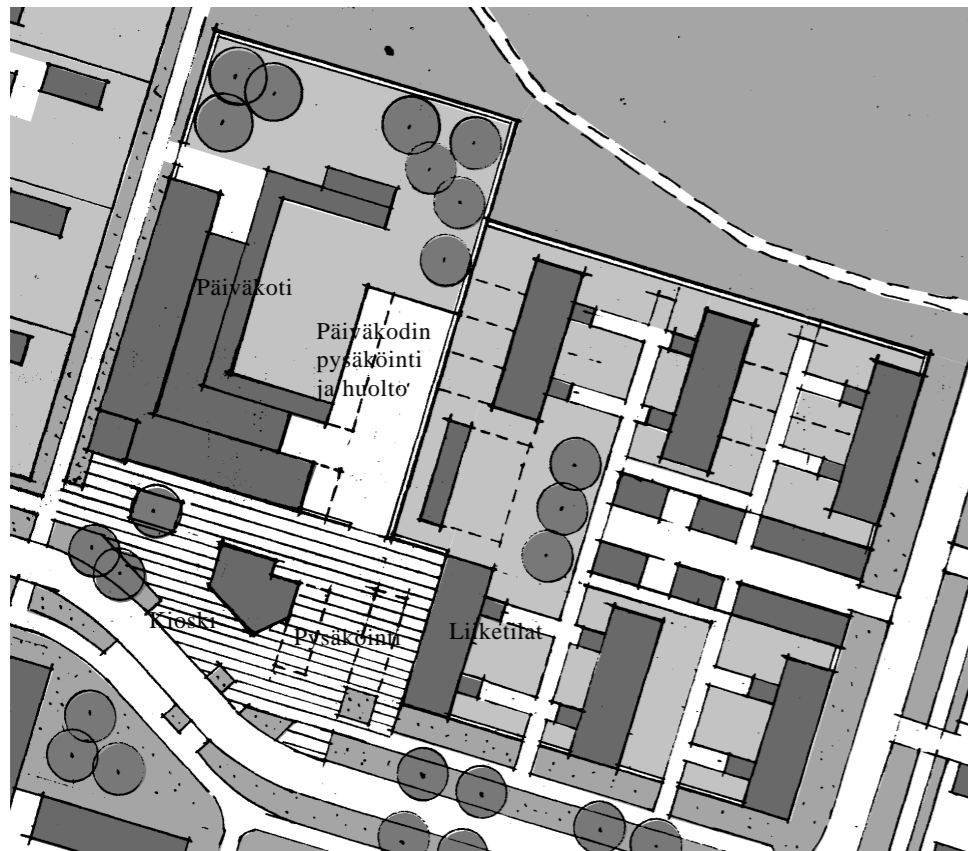 Päiväkoti
Päiväkodin
pysäköinti
ja huolto
Kioski
Pysäköinti
Liiketilat